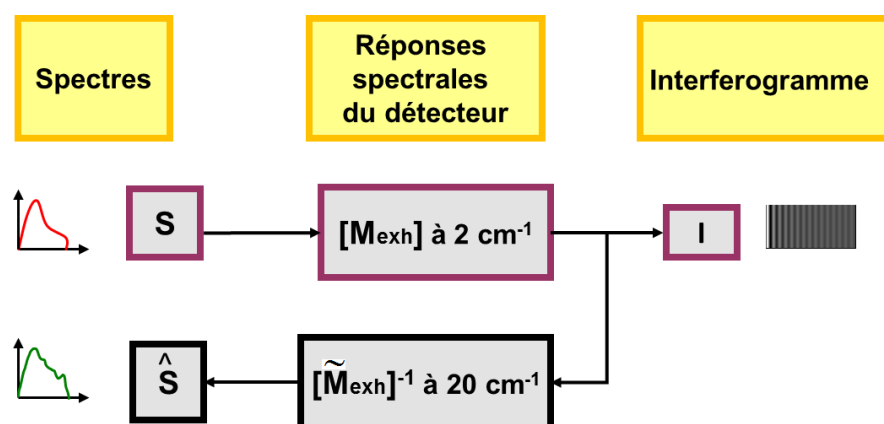 Spectres
Réponses
spectrales
du détecteur
Interferogramme
S
[Mexh] à 2 cm-1
I
Ŝ
[M̃exh]-1 à 20 cm-1